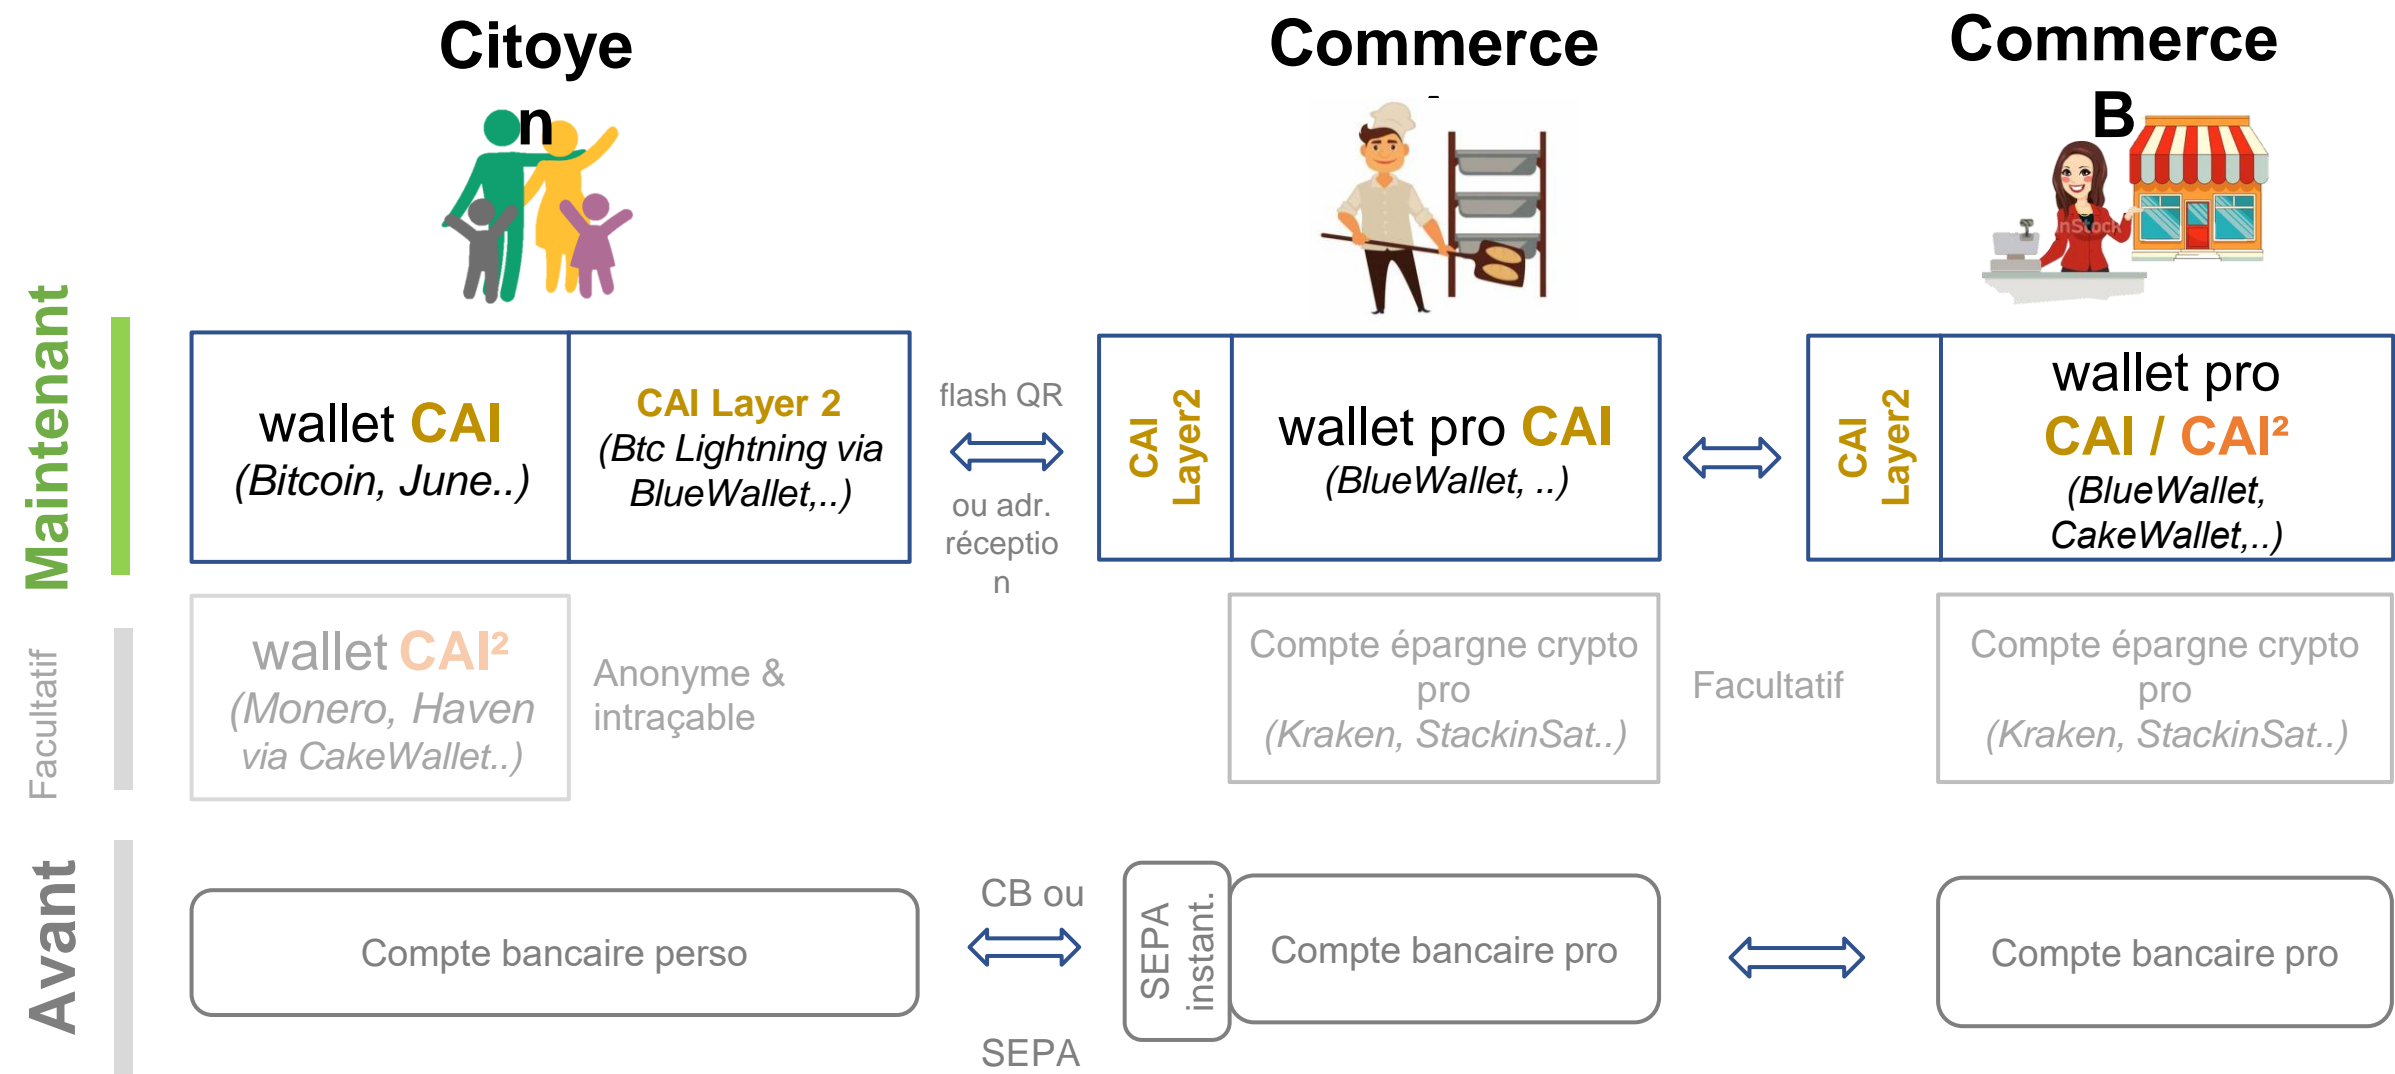 Citoye
n
Commerce
Commerce
B
InStock
Maintenant
wallet CAI
(Bitcoin, June..)
CAI Layer 2
(Btc Lightning via
BlueWallet,..)
flash QR
ou adr.
réceptio
n
CAI
Layer2
wallet pro CAI
(BlueWallet, ..)
CAI
Layer2
wallet pro
CAI / CAI²
(BlueWallet,
CakeWallet,..)
Facultatif
wallet CAI²
(Monero, Haven
via CakeWallet..)
Anonyme &
intraçable
Compte épargne crypto
pro
(Kraken, StackinSat..)
Facultatif
Compte épargne crypto
pro
(Kraken, StackinSat..)
Avant
Compte bancaire perso
CB ou
SEPA
SEPA
instant.
Compte bancaire pro
Compte bancaire pro